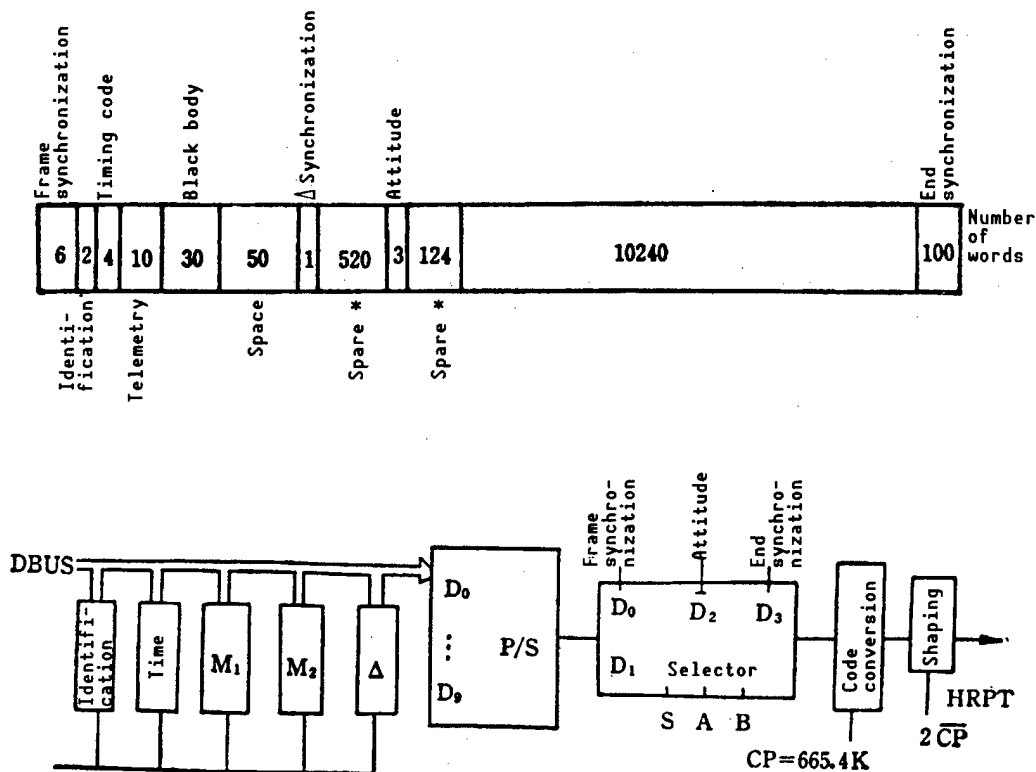 Frame
synchronization
Timing code
Black body
Δ Synchronization
Attitude
End
synchronization
6 2 4 10 30 50 1 520 3 124 10240 100
Number
of
words
Identi-
fication
Telemetry
Space
Spare *
Spare *
Frame
synchro-
nization
Attitude
End
synchro-
nization
DBUS
Identifi-
cation
Time
M₁
M₂
Δ
D₀
⋮
D₉
P/S
D₀ D₂ D₃
D₁ Selector
S A B
Code
conversion
Shaping
HRPT
CP=665.4K
2 C̅P̅